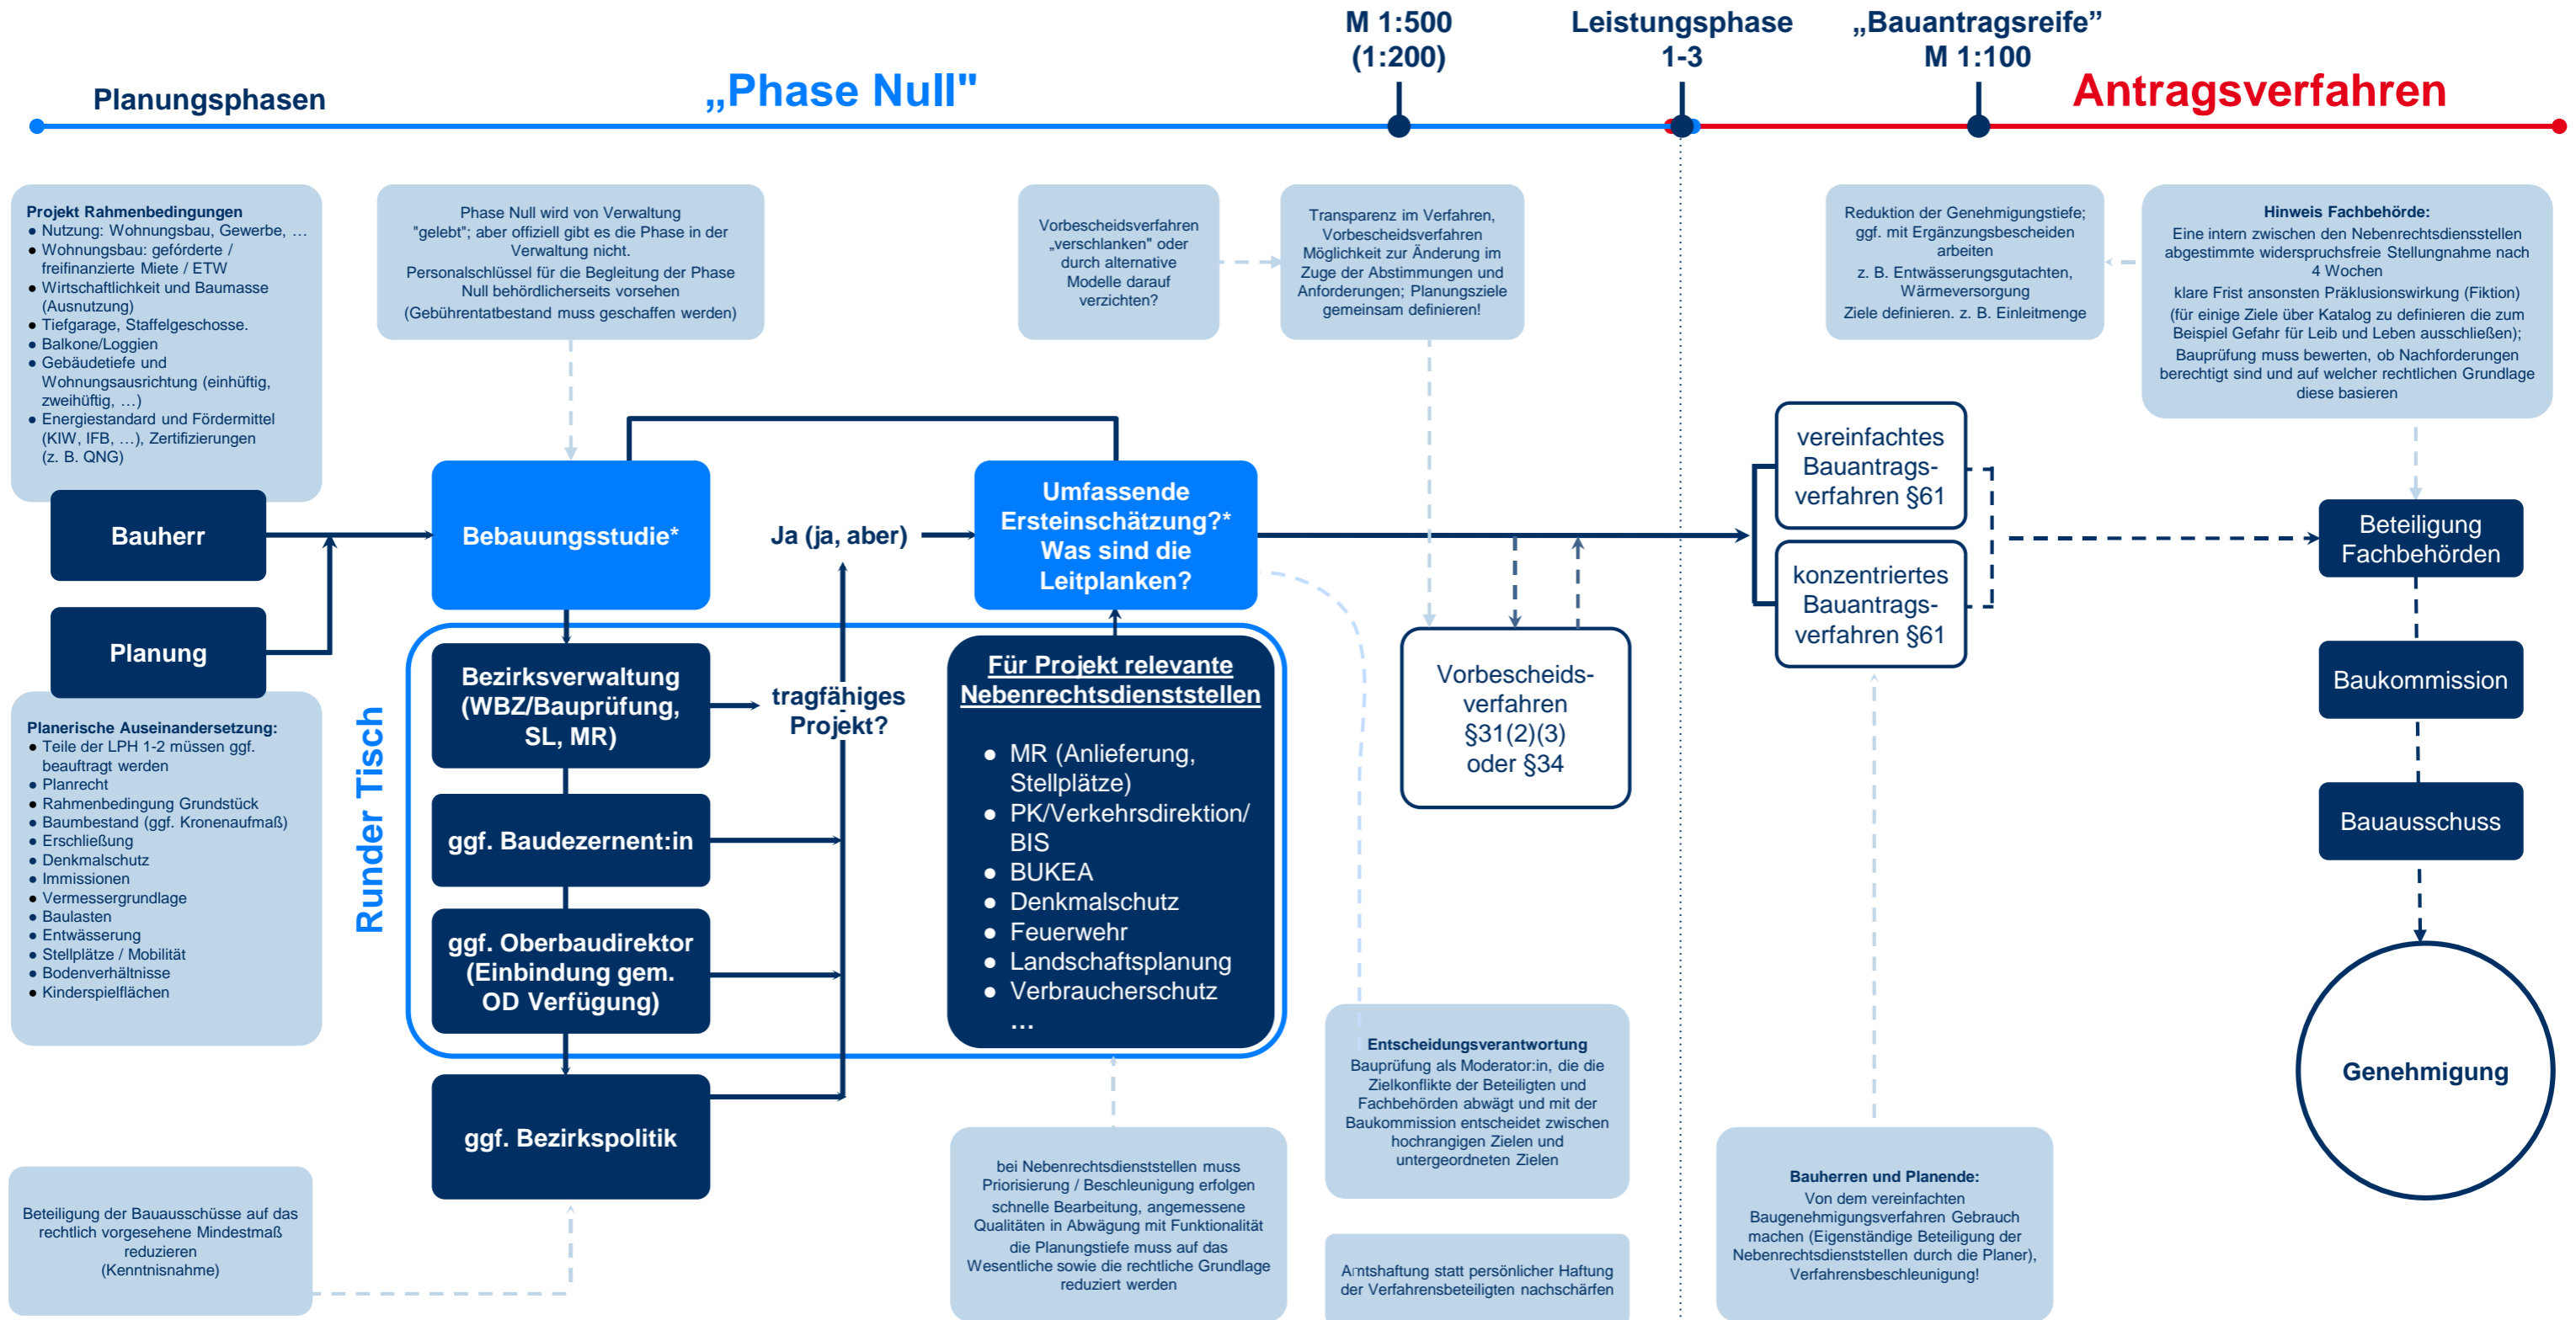 M 1:500
(1:200)
Leistungsphase
1-3
„Bauantragsreife”
M 1:100
Planungsphasen
„Phase Null"
Antragsverfahren
Projekt Rahmenbedingungen
● Nutzung: Wohnungsbau, Gewerbe, …
● Wohnungsbau: geförderte /
freifinanzierte Miete / ETW
● Wirtschaftlichkeit und Baumasse
(Ausnutzung)
● Tiefgarage, Staffelgeschosse.
● Balkone/Loggien
● Gebäudetiefe und
Wohnungsausrichtung (einhüftig,
zweihüftig, …)
● Energiestandard und Fördermittel
(KIW, IFB, …), Zertifizierungen
(z. B. QNG)
Phase Null wird von Verwaltung
"gelebt"; aber offiziell gibt es die Phase in der
Verwaltung nicht.
Personalschlüssel für die Begleitung der Phase
Null behördlicherseits vorsehen
(Gebührentatbestand muss geschaffen werden)
Vorbescheidsverfahren
„verschlanken" oder
durch alternative
Modelle darauf
verzichten?
Transparenz im Verfahren,
Vorbescheidsverfahren
Möglichkeit zur Änderung im
Zuge der Abstimmungen und
Anforderungen; Planungsziele
gemeinsam definieren!
Reduktion der Genehmigungstiefe;
ggf. mit Ergänzungsbescheiden
arbeiten
z. B. Entwässerungsgutachten,
Wärmeversorgung
Ziele definieren. z. B. Einleitmenge
Hinweis Fachbehörde:
Eine intern zwischen den Nebenrechtsdiensstellen
abgestimmte widerspruchsfreie Stellungnahme nach
4 Wochen
klare Frist ansonsten Präklusionswirkung (Fiktion)
(für einige Ziele über Katalog zu definieren die zum
Beispiel Gefahr für Leib und Leben ausschließen);
Bauprüfung muss bewerten, ob Nachforderungen
berechtigt sind und auf welcher rechtlichen Grundlage
diese basieren
Bauherr
Planung
Bebauungsstudie*
Ja (ja, aber)
Umfassende
Ersteinschätzung?*
Was sind die
Leitplanken?
vereinfachtes
Bauantrags-
verfahren §61
konzentriertes
Bauantrags-
verfahren §61
Beteiligung
Fachbehörden
Baukommission
Bauausschuss
Genehmigung
Planerische Auseinandersetzung:
● Teile der LPH 1-2 müssen ggf.
beauftragt werden
● Planrecht
● Rahmenbedingung Grundstück
● Baumbestand (ggf. Kronenaufmaß)
● Erschließung
● Denkmalschutz
● Immissionen
● Vermessergrundlage
● Baulasten
● Entwässerung
● Stellplätze / Mobilität
● Bodenverhältnisse
● Kinderspielflächen
Runder Tisch
Bezirksverwaltung
(WBZ/Bauprüfung,
SL, MR)
tragfähiges
Projekt?
ggf. Baudezernent:in
ggf. Oberbaudirektor
(Einbindung gem.
OD Verfügung)
ggf. Bezirkspolitik
Für Projekt relevante
Nebenrechtsdienststellen
● MR (Anlieferung,
Stellplätze)
● PK/Verkehrsdirektion/
BIS
● BUKEA
● Denkmalschutz
● Feuerwehr
● Landschaftsplanung
● Verbraucherschutz
…
Vorbescheids-
verfahren
§31(2)(3)
oder §34
Entscheidungsverantwortung
Bauprüfung als Moderator:in, die die
Zielkonflikte der Beteiligten und
Fachbehörden abwägt und mit der
Baukommission entscheidet zwischen
hochrangigen Zielen und
untergeordneten Zielen
Beteiligung der Bauausschüsse auf das
rechtlich vorgesehene Mindestmaß
reduzieren
(Kenntnisnahme)
bei Nebenrechtsdienststellen muss
Priorisierung / Beschleunigung erfolgen
schnelle Bearbeitung, angemessene
Qualitäten in Abwägung mit Funktionalität
die Planungstiefe muss auf das
Wesentliche sowie die rechtliche Grundlage
reduziert werden
Amtshaftung statt persönlicher Haftung
der Verfahrensbeteiligten nachschärfen
Bauherren und Planende:
Von dem vereinfachten
Baugenehmigungsverfahren Gebrauch
machen (Eigenständige Beteiligung der
Nebenrechtsdienststellen durch die Planer),
Verfahrensbeschleunigung!